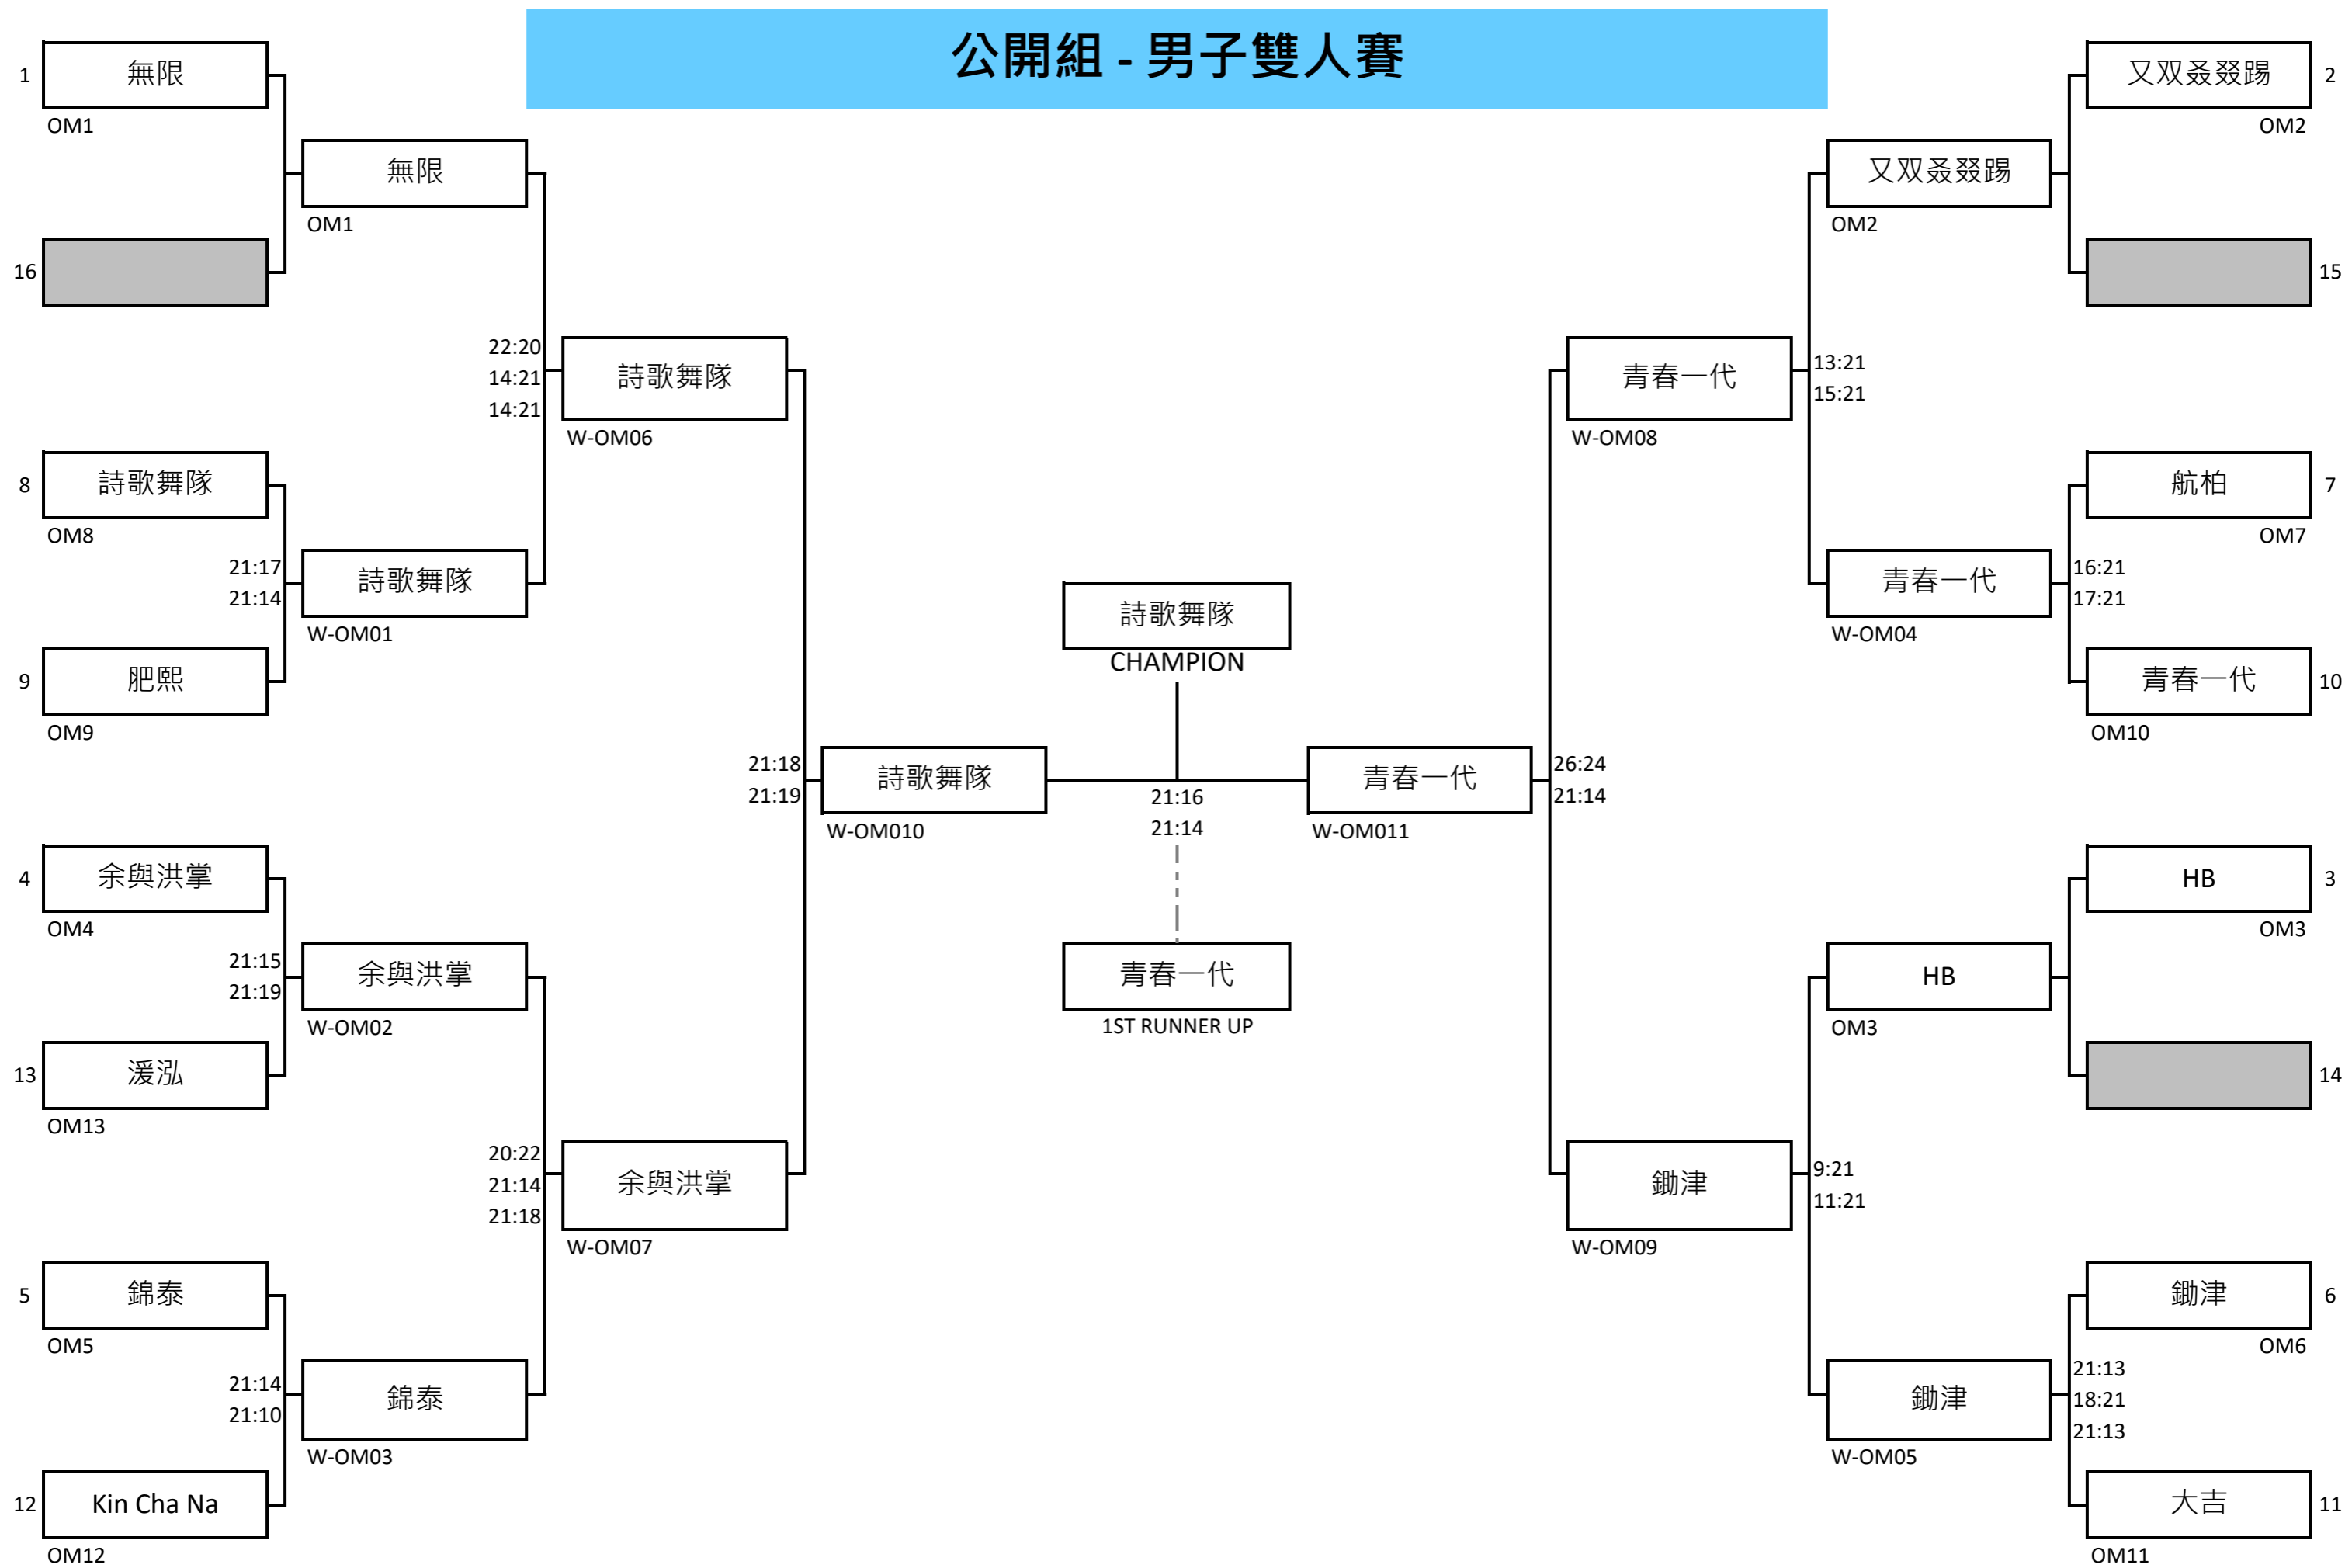 公開組 - 男子雙人賽
1
無限
OM1
16
無限
OM1
8
詩歌舞隊
OM8
21:17
21:14
9
肥熙
OM9
詩歌舞隊
W-OM01
22:20
14:21
14:21
詩歌舞隊
W-OM06
4
余與洪掌
OM4
21:15
21:19
13
湲泓
OM13
余與洪掌
W-OM02
5
錦泰
OM5
21:14
21:10
12
Kin Cha Na
OM12
錦泰
W-OM03
20:22
21:14
21:18
余與洪掌
W-OM07
21:18
21:19
詩歌舞隊
W-OM010
詩歌舞隊
CHAMPION
21:16
21:14
青春一代
1ST RUNNER UP
青春一代
W-OM011
26:24
21:14
青春一代
W-OM08
13:21
15:21
又双叒叕踢
OM2
又双叒叕踢
2
OM2
15
青春一代
W-OM04
航柏
7
OM7
16:21
17:21
青春一代
10
OM10
鋤津
W-OM09
9:21
11:21
HB
OM3
HB
3
OM3
14
鋤津
W-OM05
鋤津
6
OM6
21:13
18:21
21:13
大吉
11
OM11